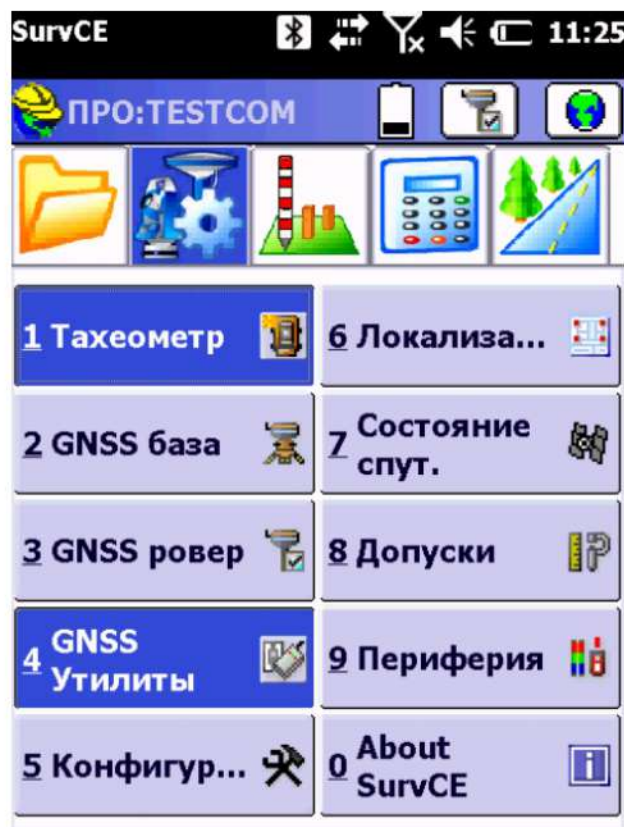 SurvCE 11:25
ПРО:TESTCOM
1 Тахеометр
2 GNSS база
3 GNSS ровер
4 GNSS
Утилиты
5 Конфигур...
6 Локализа...
7 Состояние
спут.
8 Допуски
9 Периферия
0 About
SurvCE